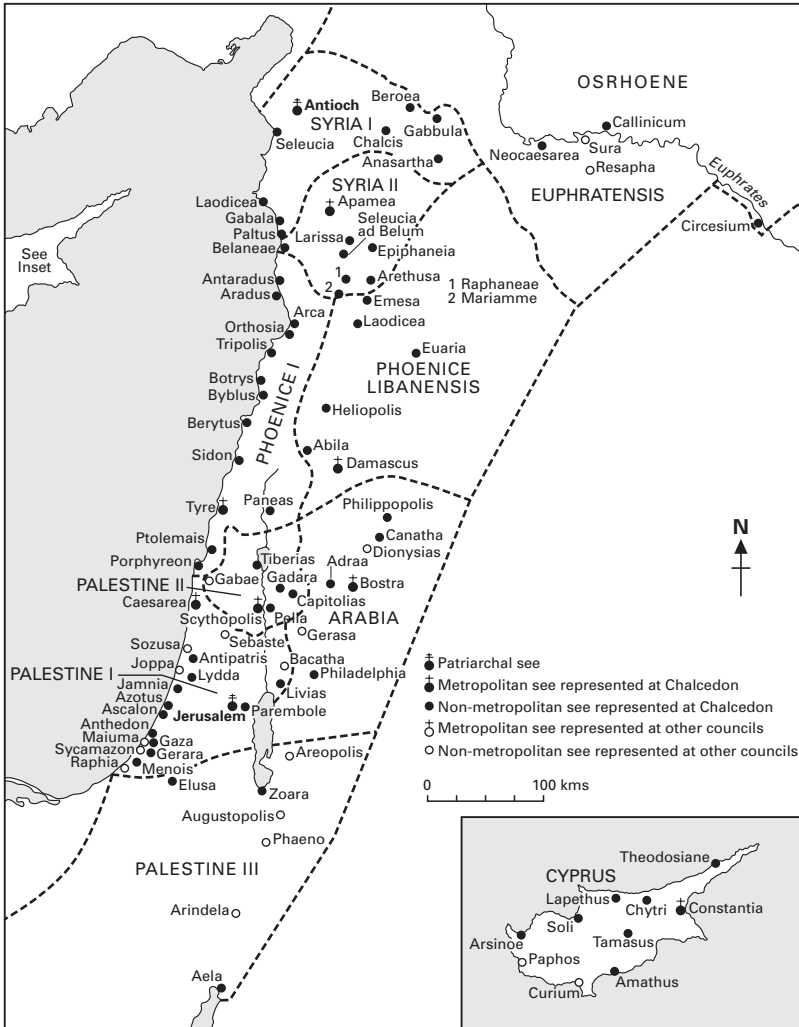 OSRHOENE
Antioch
Beroea
Callinicum
SYRIA I
Gabbula
Seleucia
Chalcis
Sura
Neocaesarea
Anasartha
Resapha
Euphrates
SYRIA II
EUPHRATENSIS
Laodicea
Apamea
Gabala
Seleucia
ad Belum
Circesium
Paltus
Larissa
Belaneae
Epiphaneia
See
Inset
Antaradus
1
Arethusa
1 Raphaneae
Aradus
2
2 Mariamme
Emesa
Arca
Laodicea
Orthosia
Tripolis
Euaria
PHOENICE
LIBANENSIS
Botrys
Byblus
PHOENICE I
Heliopolis
Berytus
Abila
Sidon
Damascus
Tyre
Paneas
Philippopolis
Ptolemais
Canatha
Dionysias
Porphyreon
Tiberias
Adraa
PALESTINE II
Gabae
Gadara
Bostra
Caesarea
Capitolias
Scythopolis
Pella
ARABIA
Sebaste
Gerasa
Sozusa
Antipatris
Bacatha
Joppa
PALESTINE I
Lydda
Philadelphia
Jamnia
Livias
Azotus
Ascalon
Jerusalem
Parembole
Anthedon
Maiuma
Gaza
Sycamazon
Gerara
Areopolis
Raphia
Menois
Elusa
Zoara
Augustopolis
Phaeno
PALESTINE III
Arindela
Aela
N
Patriarchal see
Metropolitan see represented at Chalcedon
Non-metropolitan see represented at Chalcedon
Metropolitan see represented at other councils
Non-metropolitan see represented at other councils
0 100 kms
Theodosiane
CYPRUS
Lapethus
Chytri
Constantia
Soli
Arsinoe
Tamasus
Paphos
Amathus
Curium